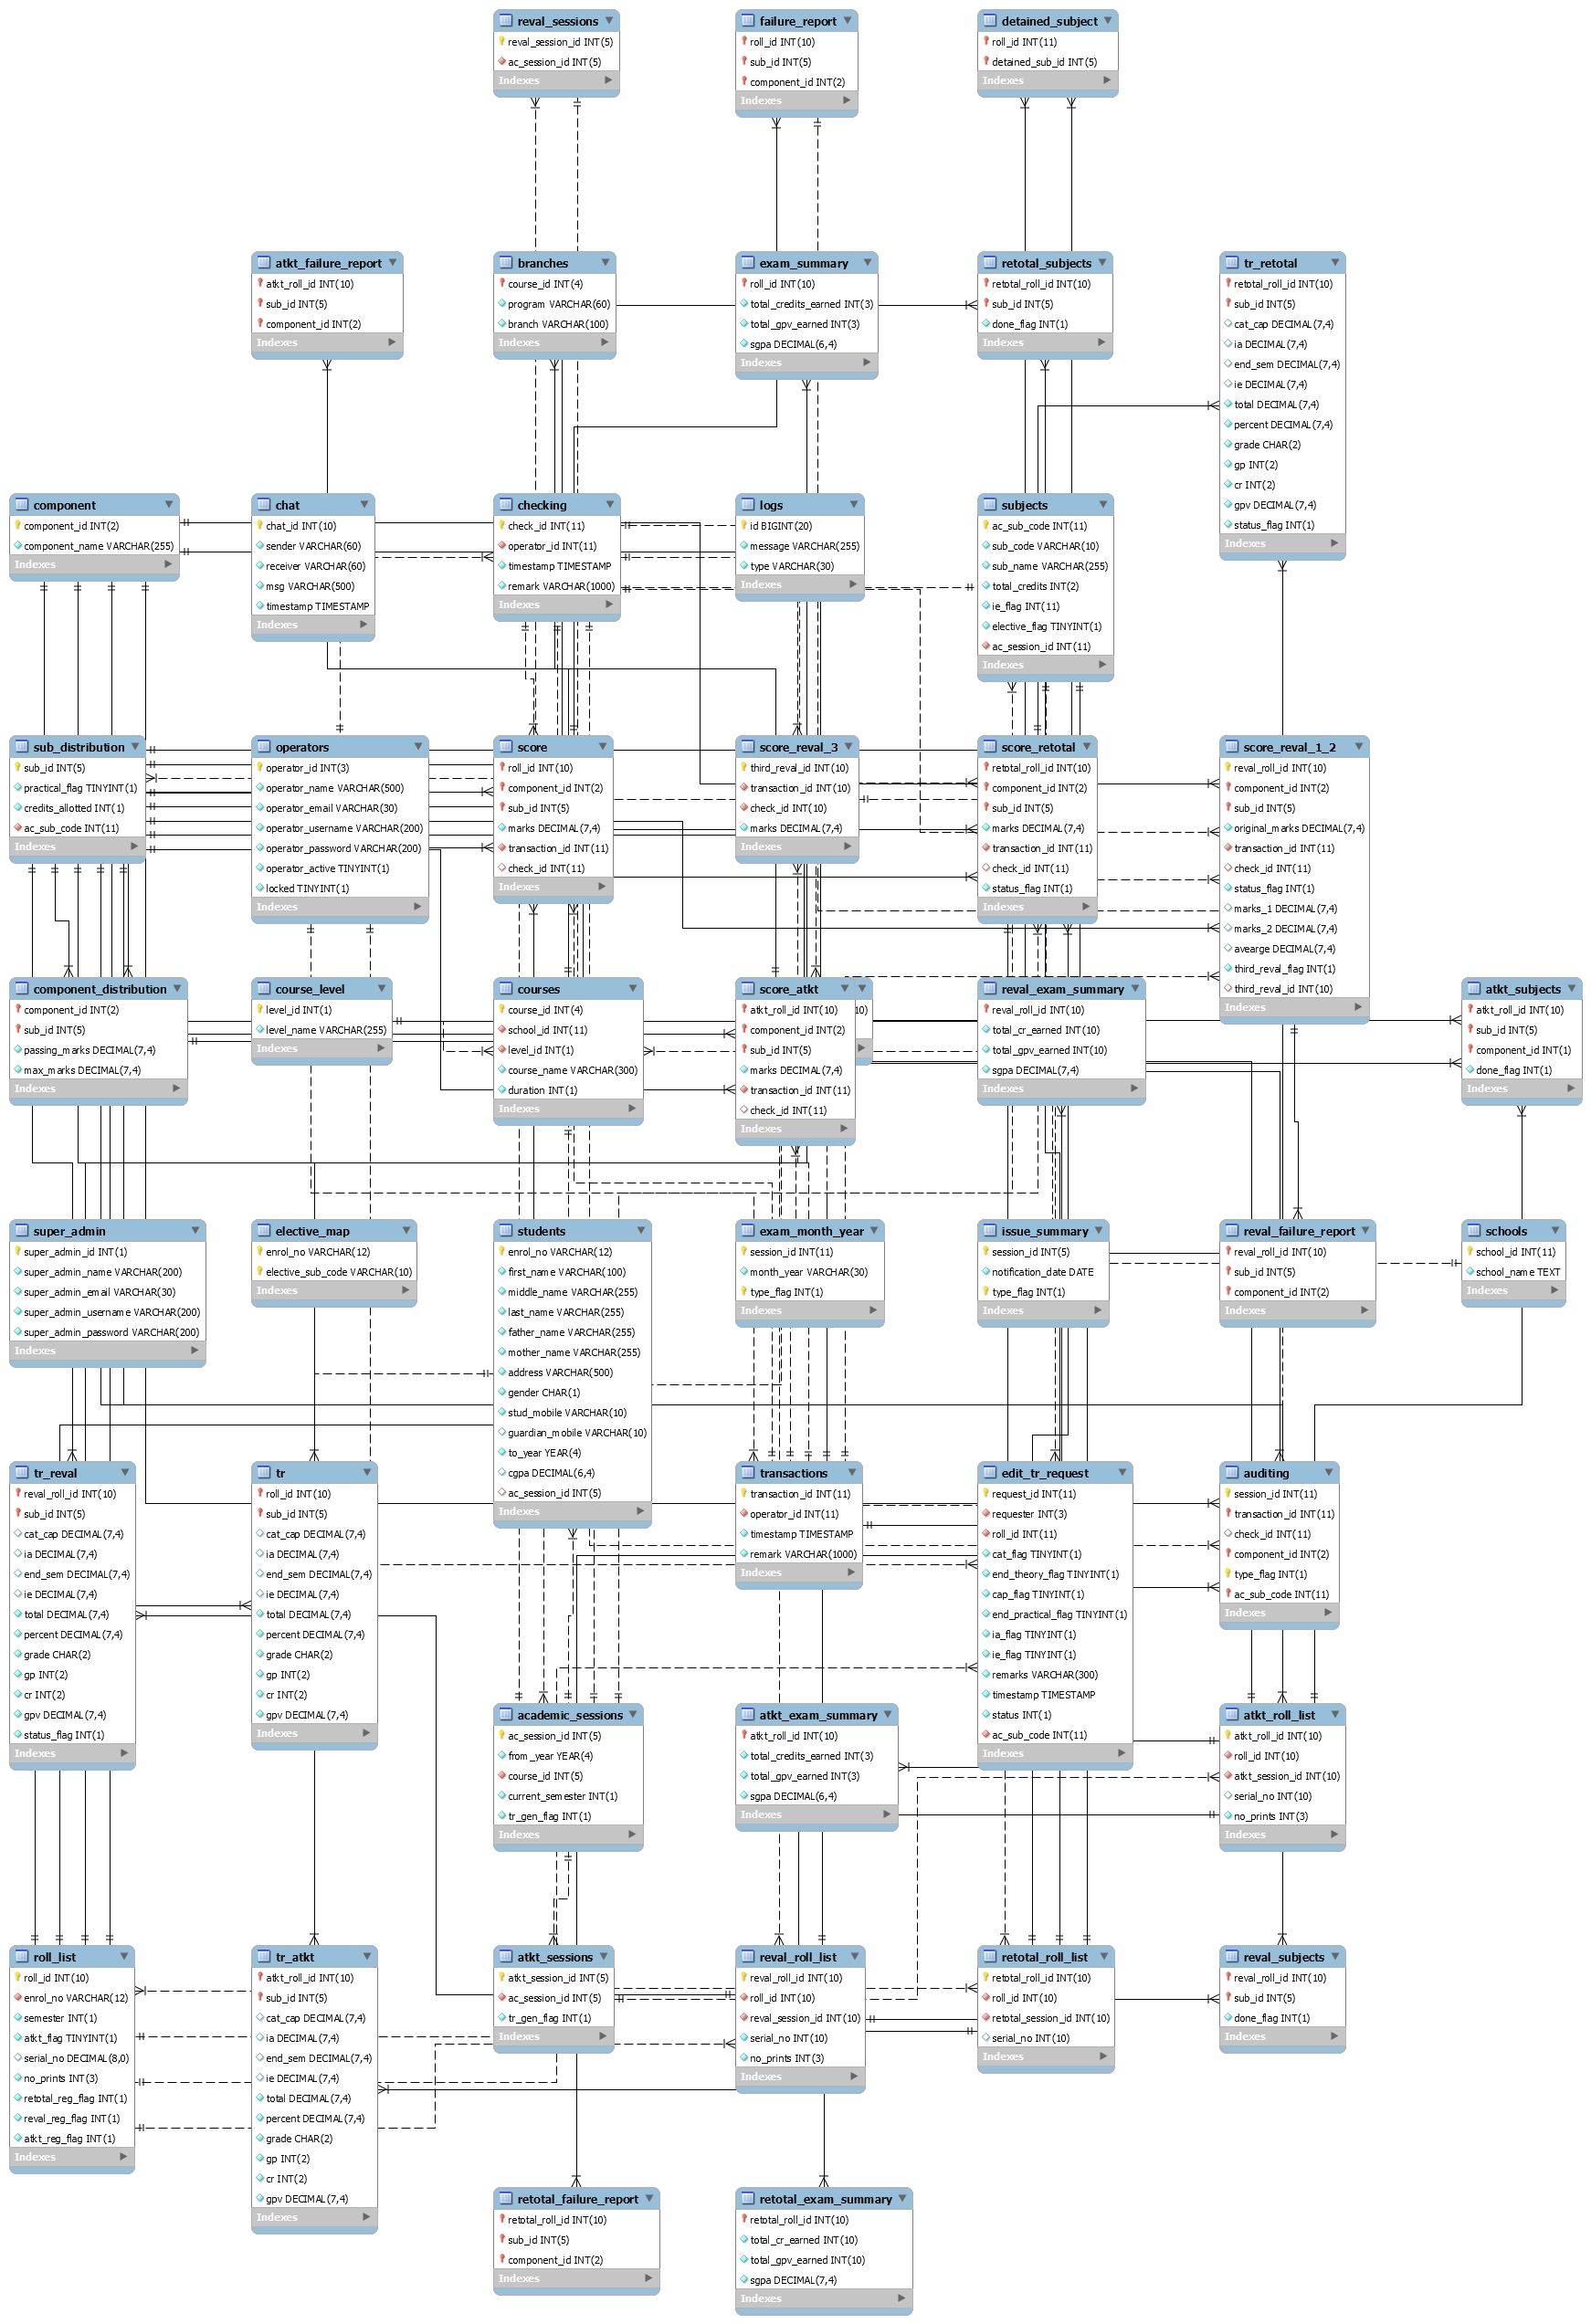 reval_sessions
reval_session_id INT(5)
ac_session_id INT(5)
Indexes
failure_report
roll_id INT(10)
sub_id INT(5)
component_id INT(2)
Indexes
detained_subject
roll_id INT(11)
detained_sub_id INT(5)
Indexes
atkt_failure_report
atkt_roll_id INT(10)
sub_id INT(5)
component_id INT(2)
Indexes
branches
course_id INT(4)
program VARCHAR(60)
branch VARCHAR(100)
Indexes
exam_summary
roll_id INT(10)
total_credits_earned INT(3)
total_gpv_earned INT(3)
sgpa DECIMAL(6,4)
Indexes
retotal_subjects
retotal_roll_id INT(10)
sub_id INT(5)
done_flag INT(1)
Indexes
tr_retotal
retotal_roll_id INT(10)
sub_id INT(5)
cat_cap DECIMAL(7,4)
ia DECIMAL(7,4)
end_sem DECIMAL(7,4)
ie DECIMAL(7,4)
total DECIMAL(7,4)
percent DECIMAL(7,4)
grade CHAR(2)
gp INT(2)
cr INT(2)
gpv DECIMAL(7,4)
status_flag INT(1)
Indexes
component
component_id INT(2)
component_name VARCHAR(255)
Indexes
chat
chat_id INT(10)
sender VARCHAR(60)
receiver VARCHAR(60)
msg VARCHAR(500)
timestamp TIMESTAMP
Indexes
checking
check_id INT(11)
operator_id INT(11)
timestamp TIMESTAMP
remark VARCHAR(1000)
Indexes
logs
id BIGINT(20)
message VARCHAR(255)
type VARCHAR(30)
Indexes
subjects
ac_sub_code INT(11)
sub_code VARCHAR(10)
sub_name VARCHAR(255)
total_credits INT(2)
ie_flag INT(11)
elective_flag TINYINT(1)
ac_session_id INT(11)
Indexes
sub_distribution
sub_id INT(5)
practical_flag TINYINT(1)
credits_allotted INT(1)
ac_sub_code INT(11)
Indexes
operators
operator_id INT(3)
operator_name VARCHAR(500)
operator_email VARCHAR(30)
operator_username VARCHAR(200)
operator_password VARCHAR(200)
operator_active TINYINT(1)
locked TINYINT(1)
Indexes
score
roll_id INT(10)
component_id INT(2)
sub_id INT(5)
marks DECIMAL(7,4)
transaction_id INT(11)
check_id INT(11)
Indexes
score_reval_3
third_reval_id INT(10)
transaction_id INT(10)
check_id INT(10)
marks DECIMAL(7,4)
Indexes
score_retotal
retotal_roll_id INT(10)
component_id INT(2)
sub_id INT(5)
marks DECIMAL(7,4)
transaction_id INT(11)
check_id INT(11)
status_flag INT(1)
Indexes
score_reval_1_2
reval_roll_id INT(10)
component_id INT(2)
sub_id INT(5)
original_marks DECIMAL(7,4)
transaction_id INT(11)
check_id INT(11)
status_flag INT(1)
marks_1 DECIMAL(7,4)
marks_2 DECIMAL(7,4)
avearge DECIMAL(7,4)
third_reval_flag INT(1)
third_reval_id INT(10)
Indexes
component_distribution
component_id INT(2)
sub_id INT(5)
passing_marks DECIMAL(7,4)
max_marks DECIMAL(7,4)
Indexes
course_level
level_id INT(1)
level_name VARCHAR(255)
Indexes
courses
course_id INT(4)
school_id INT(11)
level_id INT(1)
course_name VARCHAR(300)
duration INT(1)
Indexes
score_atkt
atkt_roll_id INT(10)
component_id INT(2)
sub_id INT(5)
marks DECIMAL(7,4)
transaction_id INT(11)
check_id INT(11)
Indexes
10)
reval_exam_summary
reval_roll_id INT(10)
total_cr_earned INT(10)
total_gpv_earned INT(10)
sgpa DECIMAL(7,4)
Indexes
atkt_subjects
atkt_roll_id INT(10)
sub_id INT(5)
component_id INT(1)
done_flag INT(1)
Indexes
super_admin
super_admin_id INT(1)
super_admin_name VARCHAR(200)
super_admin_email VARCHAR(30)
super_admin_username VARCHAR(200)
super_admin_password VARCHAR(200)
Indexes
elective_map
enrol_no VARCHAR(12)
elective_sub_code VARCHAR(10)
Indexes
students
enrol_no VARCHAR(12)
first_name VARCHAR(100)
middle_name VARCHAR(255)
last_name VARCHAR(255)
father_name VARCHAR(255)
mother_name VARCHAR(255)
address VARCHAR(500)
gender CHAR(1)
stud_mobile VARCHAR(10)
guardian_mobile VARCHAR(10)
to_year YEAR(4)
cgpa DECIMAL(6,4)
ac_session_id INT(5)
Indexes
exam_month_year
session_id INT(11)
month_year VARCHAR(30)
type_flag INT(1)
Indexes
issue_summary
session_id INT(5)
notification_date DATE
type_flag INT(1)
Indexes
reval_failure_report
reval_roll_id INT(10)
sub_id INT(5)
component_id INT(2)
Indexes
schools
school_id INT(11)
school_name TEXT
Indexes
tr_reval
reval_roll_id INT(10)
sub_id INT(5)
cat_cap DECIMAL(7,4)
ia DECIMAL(7,4)
end_sem DECIMAL(7,4)
ie DECIMAL(7,4)
total DECIMAL(7,4)
percent DECIMAL(7,4)
grade CHAR(2)
gp INT(2)
cr INT(2)
gpv DECIMAL(7,4)
status_flag INT(1)
Indexes
tr
roll_id INT(10)
sub_id INT(5)
cat_cap DECIMAL(7,4)
ia DECIMAL(7,4)
end_sem DECIMAL(7,4)
ie DECIMAL(7,4)
total DECIMAL(7,4)
percent DECIMAL(7,4)
grade CHAR(2)
gp INT(2)
cr INT(2)
gpv DECIMAL(7,4)
Indexes
transactions
transaction_id INT(11)
operator_id INT(11)
timestamp TIMESTAMP
remark VARCHAR(1000)
Indexes
edit_tr_request
request_id INT(11)
requester INT(3)
roll_id INT(11)
cat_flag TINYINT(1)
end_theory_flag TINYINT(1)
cap_flag TINYINT(1)
end_practical_flag TINYINT(1)
ia_flag TINYINT(1)
ie_flag TINYINT(1)
remarks VARCHAR(300)
timestamp TIMESTAMP
status INT(1)
ac_sub_code INT(11)
Indexes
auditing
session_id INT(11)
transaction_id INT(11)
check_id INT(11)
component_id INT(2)
type_flag INT(1)
ac_sub_code INT(11)
Indexes
academic_sessions
ac_session_id INT(5)
from_year YEAR(4)
course_id INT(5)
current_semester INT(1)
tr_gen_flag INT(1)
Indexes
atkt_exam_summary
atkt_roll_id INT(10)
total_credits_earned INT(3)
total_gpv_earned INT(3)
sgpa DECIMAL(6,4)
Indexes
atkt_roll_list
atkt_roll_id INT(10)
roll_id INT(10)
atkt_session_id INT(10)
serial_no INT(10)
no_prints INT(3)
Indexes
roll_list
roll_id INT(10)
enrol_no VARCHAR(12)
semester INT(1)
atkt_flag TINYINT(1)
serial_no DECIMAL(8,0)
no_prints INT(3)
retotal_reg_flag INT(1)
reval_reg_flag INT(1)
atkt_reg_flag INT(1)
Indexes
tr_atkt
atkt_roll_id INT(10)
sub_id INT(5)
cat_cap DECIMAL(7,4)
ia DECIMAL(7,4)
end_sem DECIMAL(7,4)
ie DECIMAL(7,4)
total DECIMAL(7,4)
percent DECIMAL(7,4)
grade CHAR(2)
gp INT(2)
cr INT(2)
gpv DECIMAL(7,4)
Indexes
atkt_sessions
atkt_session_id INT(5)
ac_session_id INT(5)
tr_gen_flag INT(1)
Indexes
reval_roll_list
reval_roll_id INT(10)
roll_id INT(10)
reval_session_id INT(10)
serial_no INT(10)
no_prints INT(3)
Indexes
retotal_roll_list
retotal_roll_id INT(10)
roll_id INT(10)
retotal_session_id INT(10)
serial_no INT(10)
Indexes
reval_subjects
reval_roll_id INT(10)
sub_id INT(5)
done_flag INT(1)
Indexes
retotal_failure_report
retotal_roll_id INT(10)
sub_id INT(5)
component_id INT(2)
Indexes
retotal_exam_summary
retotal_roll_id INT(10)
total_cr_earned INT(10)
total_gpv_earned INT(10)
sgpa DECIMAL(7,4)
Indexes